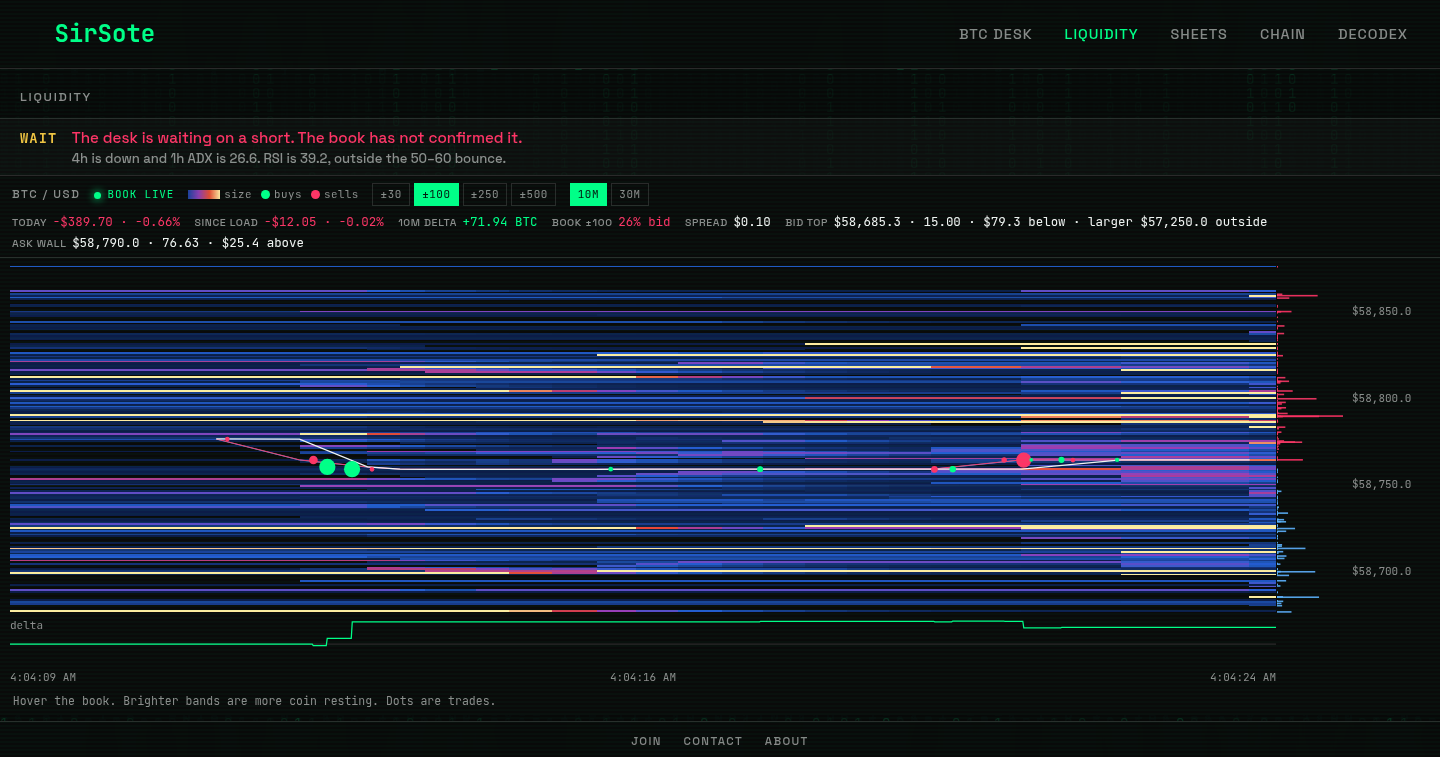 SirSote
BTC DESK LIQUIDITY SHEETS CHAIN DECODEX
LIQUIDITY
WAIT The desk is waiting on a short. The book has not confirmed it.
4h is down and 1h ADX is 26.6. RSI is 39.2, outside the 50–60 bounce.
BTC / USD BOOK LIVE size buys sells ±30 ±100 ±250 ±500 10M 30M
TODAY -$389.70 · -0.66% SINCE LOAD -$12.05 · -0.02% 10M DELTA +71.94 BTC BOOK ±100 26% bid SPREAD $0.10 BID TOP $58,685.3 · 15.00 · $79.3 below · larger $57,250.0 outside
ASK WALL $58,790.0 · 76.63 · $25.4 above
$58,850.0
$58,800.0
$58,750.0
$58,700.0
delta
4:04:09 AM 4:04:16 AM 4:04:24 AM
Hover the book. Brighter bands are more coin resting. Dots are trades.
JOIN CONTACT ABOUT